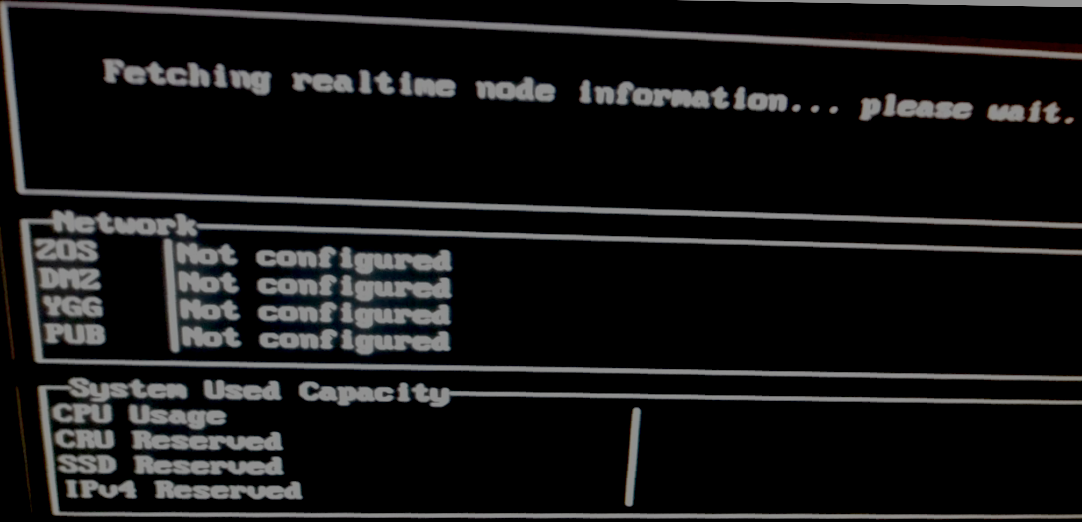 Fetching realtime node information... please wait.
Network
ZOS Not configured
DMZ Not configured
YGG Not configured
PUB Not configured
System Used Capacity
CPU Usage
CRU Reserved
SSD Reserved
IPv4 Reserved